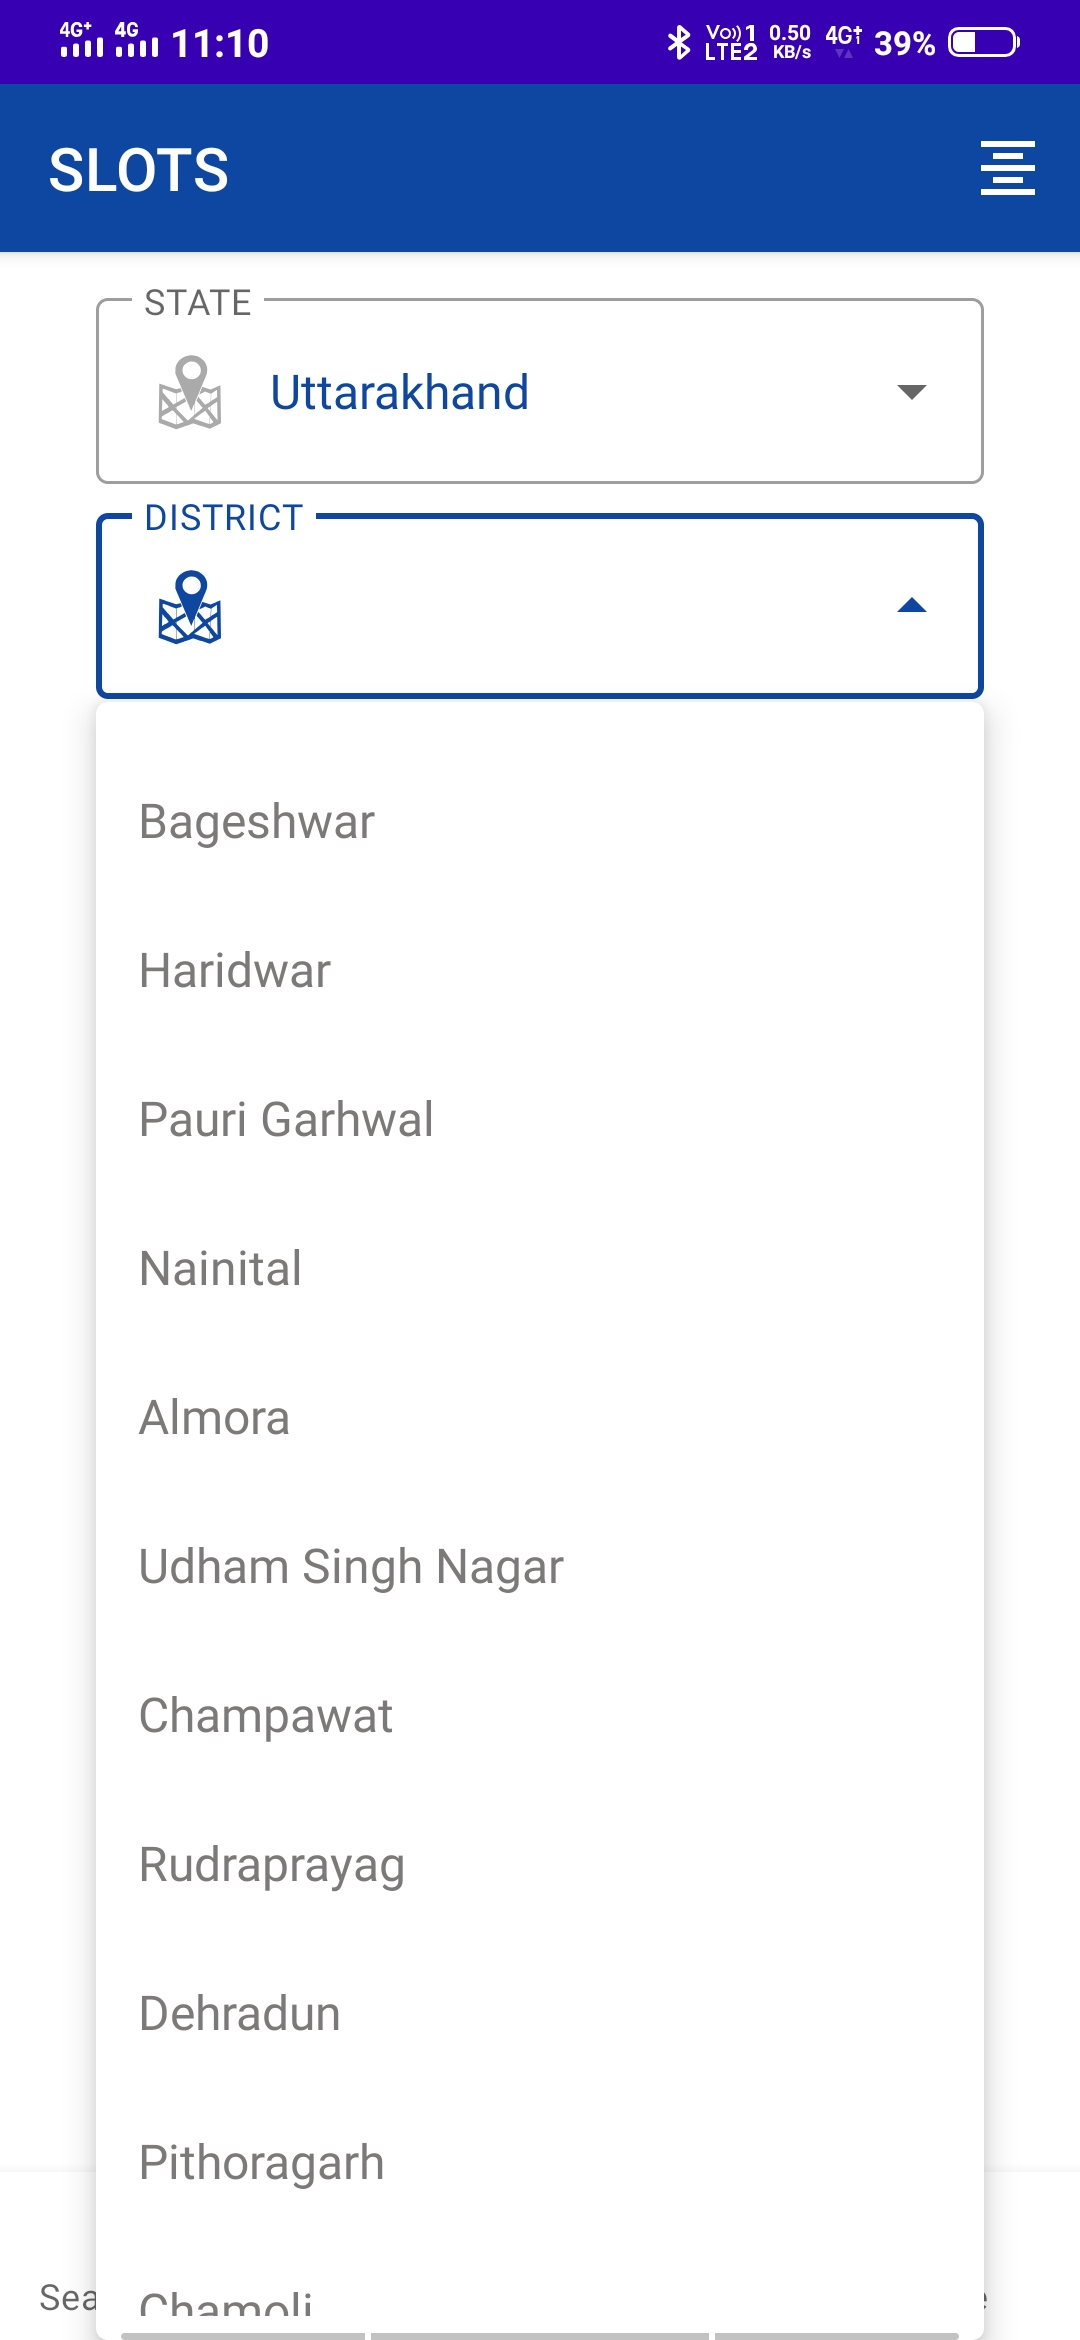 4G+ 4G 11:10 Vo)) 1 LTE2 0.50 KB/s 4G 39%
SLOTS
STATE
Uttarakhand
DISTRICT
Bageshwar
Haridwar
Pauri Garhwal
Nainital
Almora
Udham Singh Nagar
Champawat
Rudraprayag
Dehradun
Pithoragarh
Chamoli
Sea